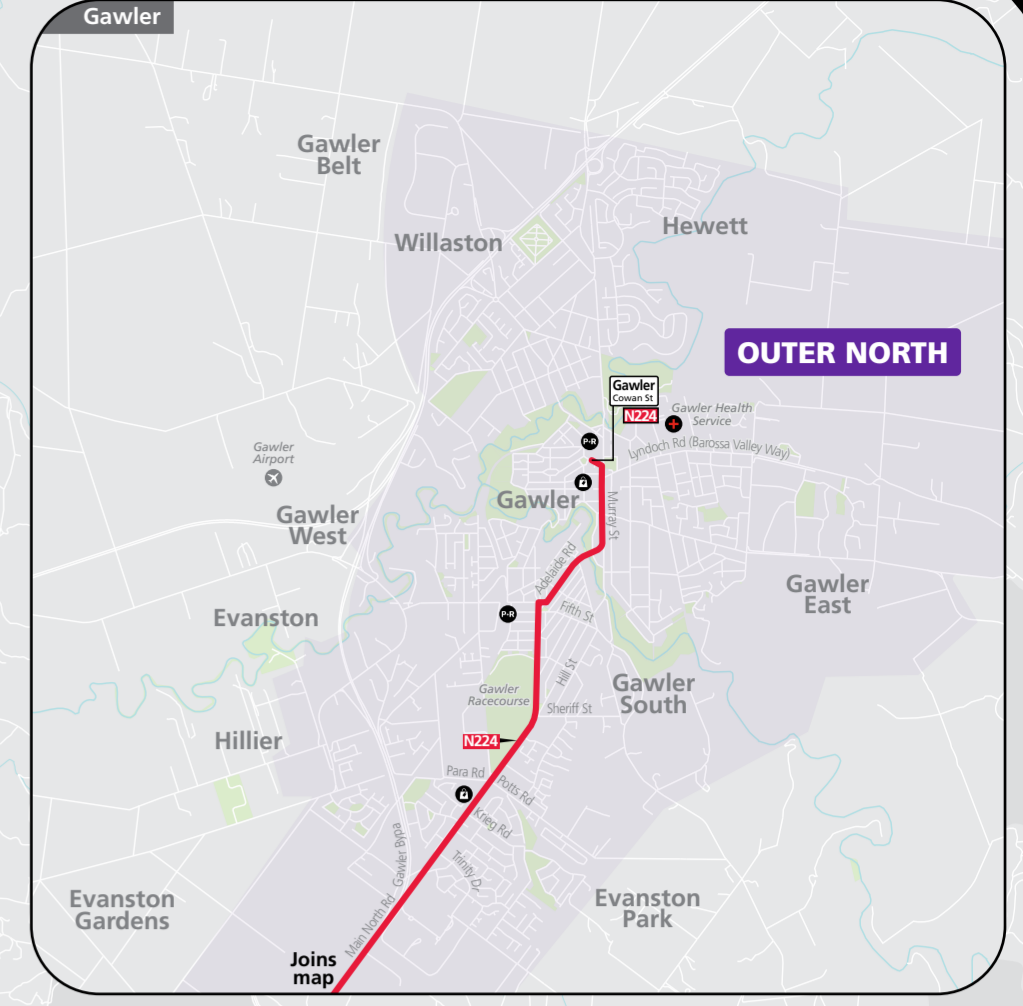 Gawler
Gawler
Belt
Hewett
Willaston
OUTER NORTH
Gawler
Cowan St
N224
Gawler Health
Service
P-R
Lyndoch Rd (Barossa Valley Way)
Gawler
Airport
Gawler
Murray St
Gawler
West
Adelaide Rd
Gawler
East
Evanston
P-R
Fifth St
Hill St
Gawler
South
Gawler
Racecourse
Sheriff St
Hillier
N224
Para Rd
Potts Rd
Krieg Rd
Gawler Bypa
Trinity Dr
Evanston
Gardens
Evanston
Park
Main North Rd
Joins
map